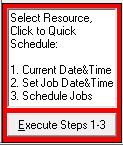 Select Resource,
Click to Quick
Schedule:
1. Current Date&Time
2. Set Job Date&Time
3. Schedule Jobs
Execute Steps 1-3